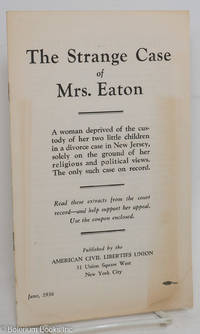 The Strange Case
of
Mrs. Eaton
A woman deprived of the cus-
tody of her two little children
in a divorce case in New Jersey,
solely on the ground of her
religious and political views.
The only such case on record.
Read these extracts from the court
record—and help support her appeal.
Use the coupon enclosed.
Published by the
AMERICAN CIVIL LIBERTIES UNION
31 Union Square West
New York City
June, 1936
© Bolerium Books Inc.